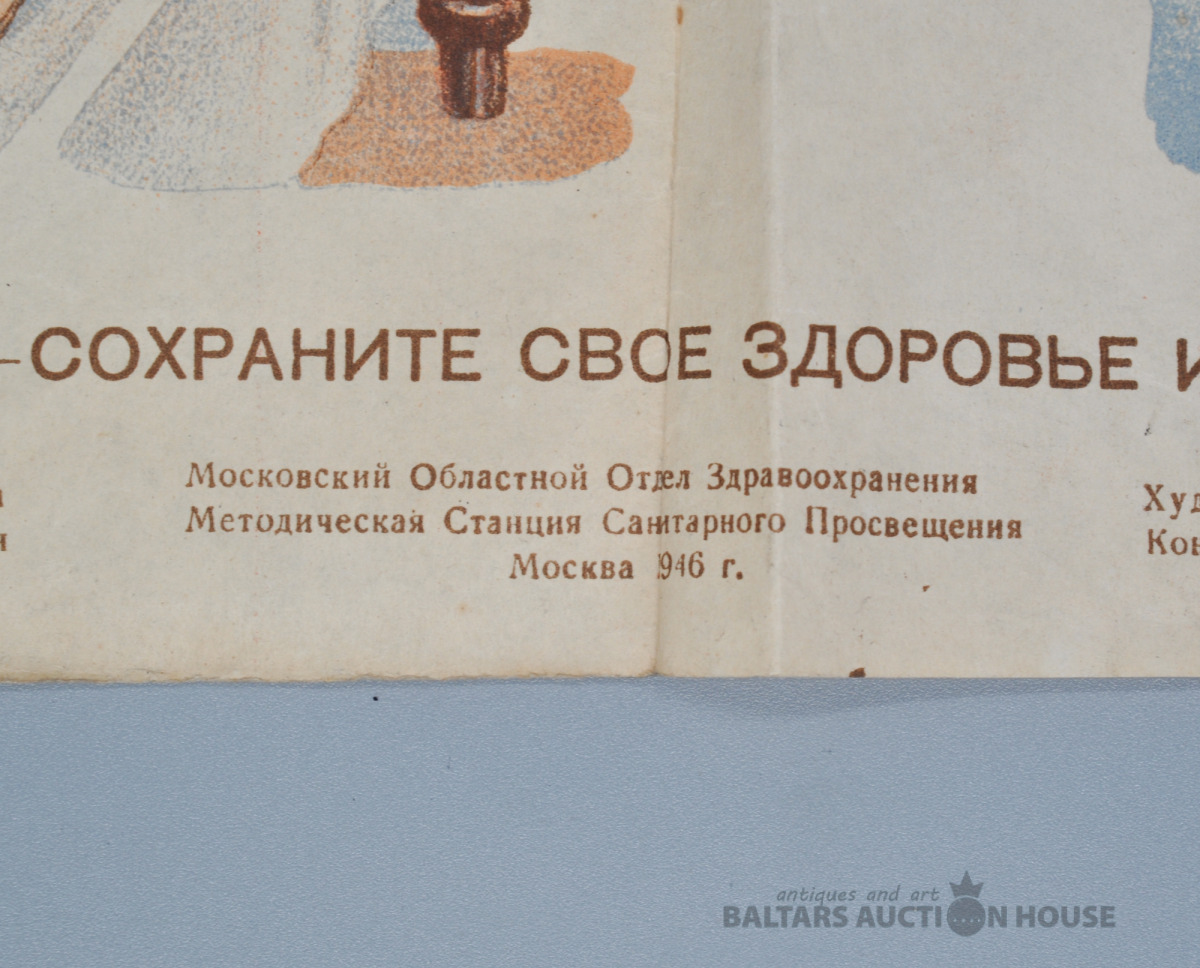 –СОХРАНИТЕ СВОЕ ЗДОРОВЬЕ И
Московский Областной Отдел Здравоохранения
Методическая Станция Санитарного Просвещения
Москва 1946 г.
antiques and art
BALTARS AUCTION HOUSE